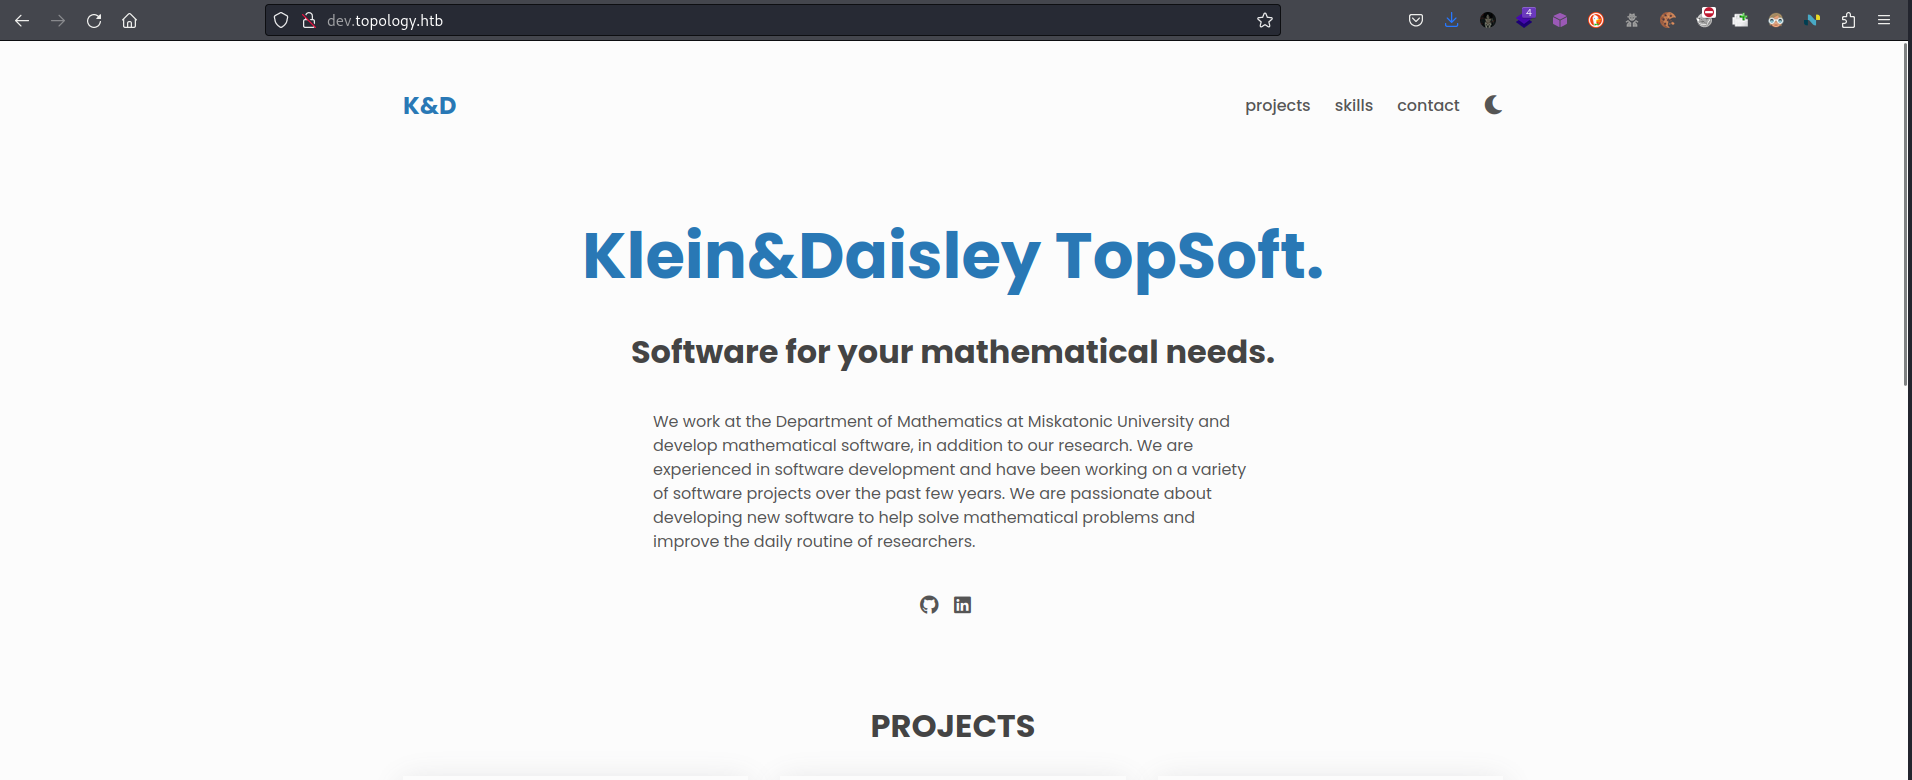 dev.topology.htb
4
K&D
projects skills contact
Klein&Daisley TopSoft.
Software for your mathematical needs.
We work at the Department of Mathematics at Miskatonic University and
develop mathematical software, in addition to our research. We are
experienced in software development and have been working on a variety
of software projects over the past few years. We are passionate about
developing new software to help solve mathematical problems and
improve the daily routine of researchers.
in
PROJECTS